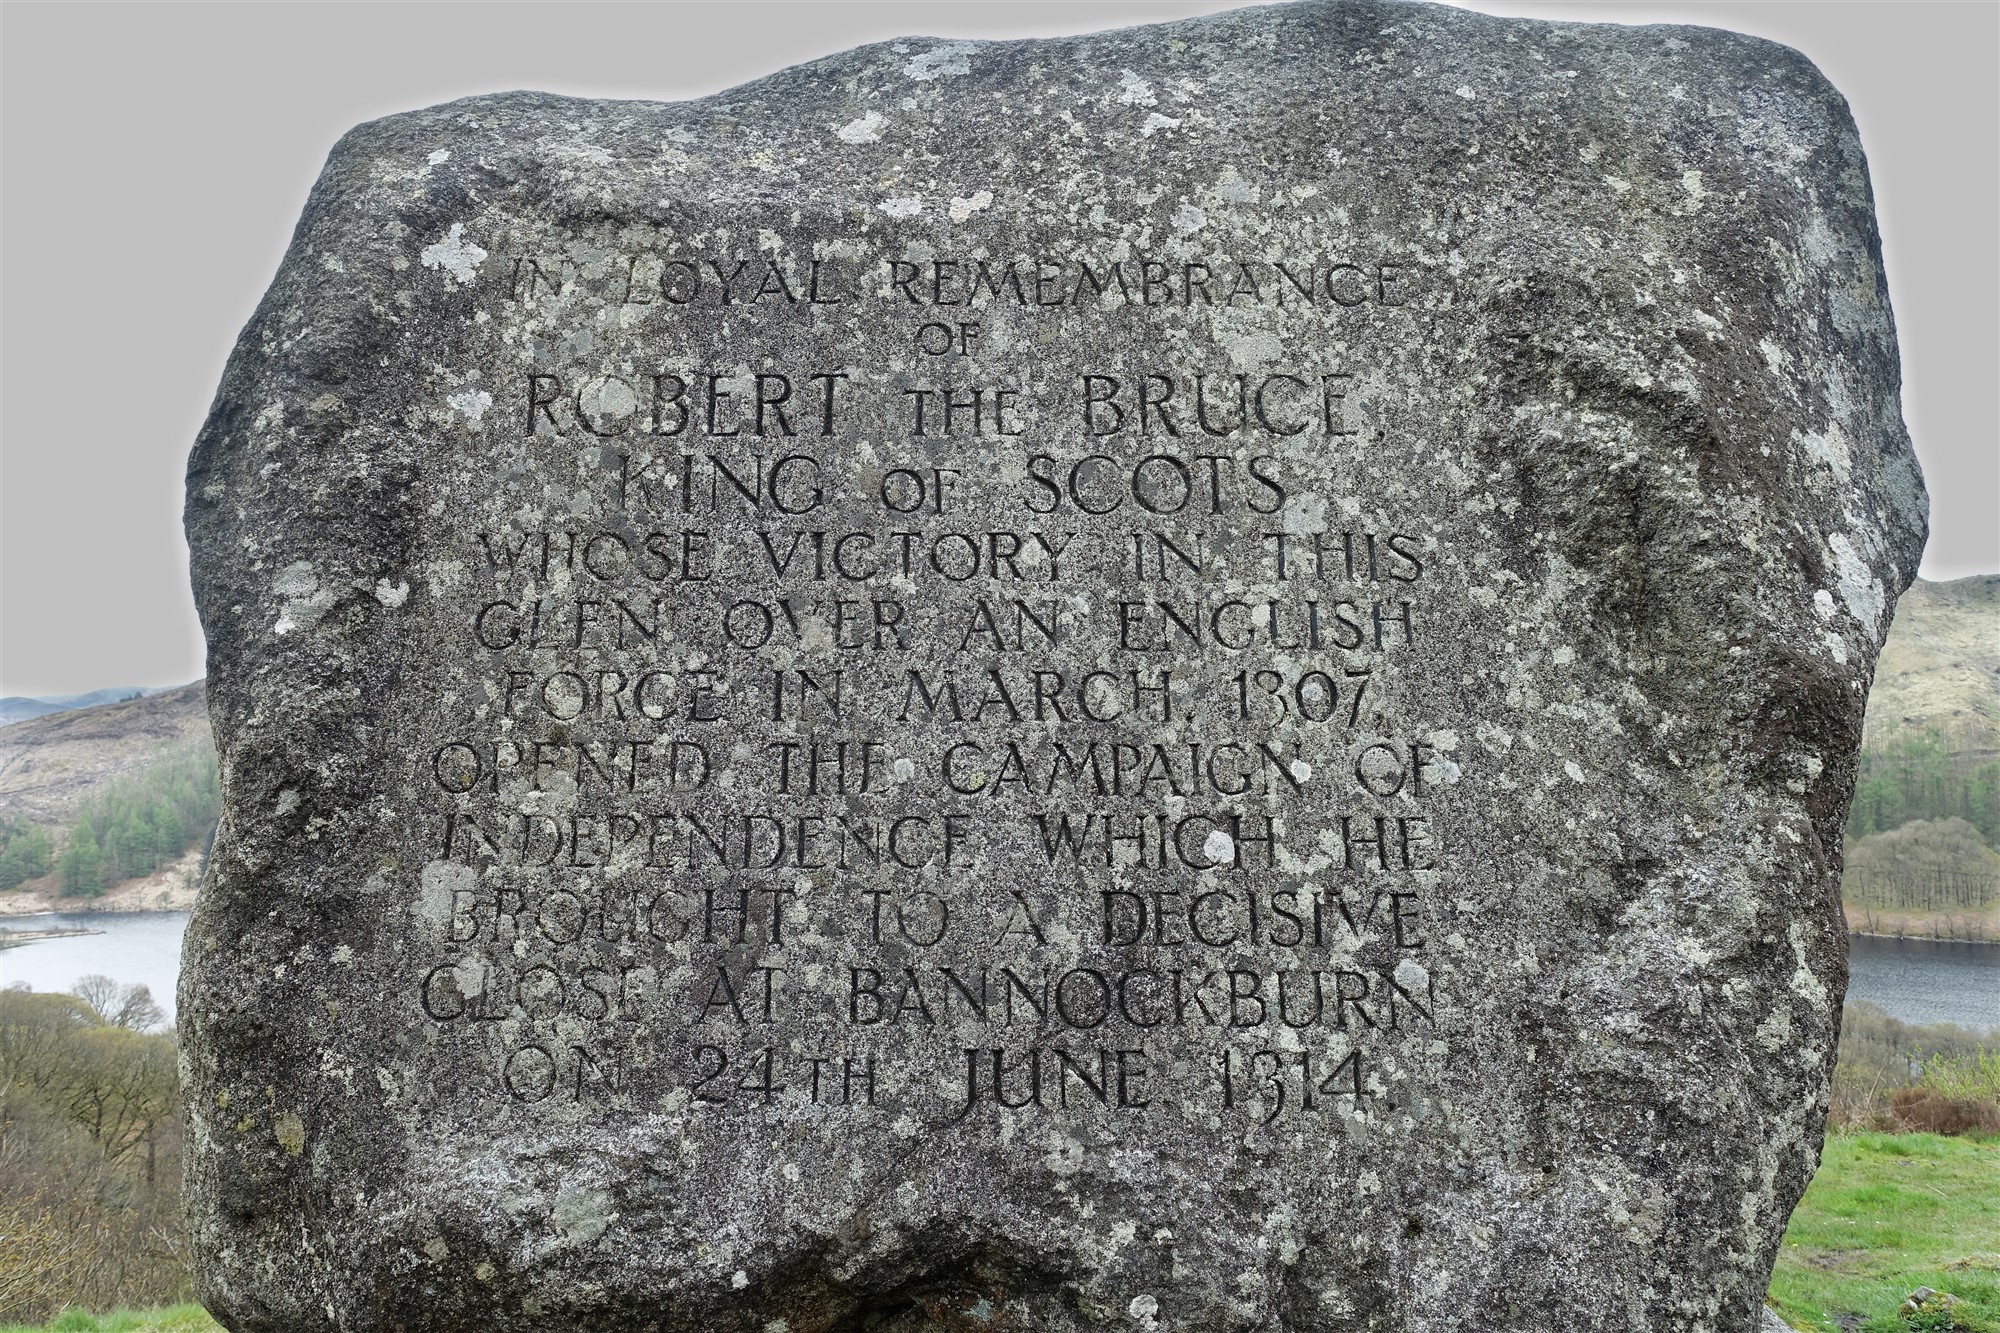 IN LOYAL REMEMBRANCE
OF
ROBERT THE BRUCE,
KING OF SCOTS
WHOSE VICTORY IN THIS
GLEN OVER AN ENGLISH
FORCE IN MARCH, 1307,
OPENED THE CAMPAIGN OF
INDEPENDENCE WHICH HE
BROUGHT TO A DECISIVE
CLOSE AT BANNOCKBURN
ON 24TH JUNE, 1314.